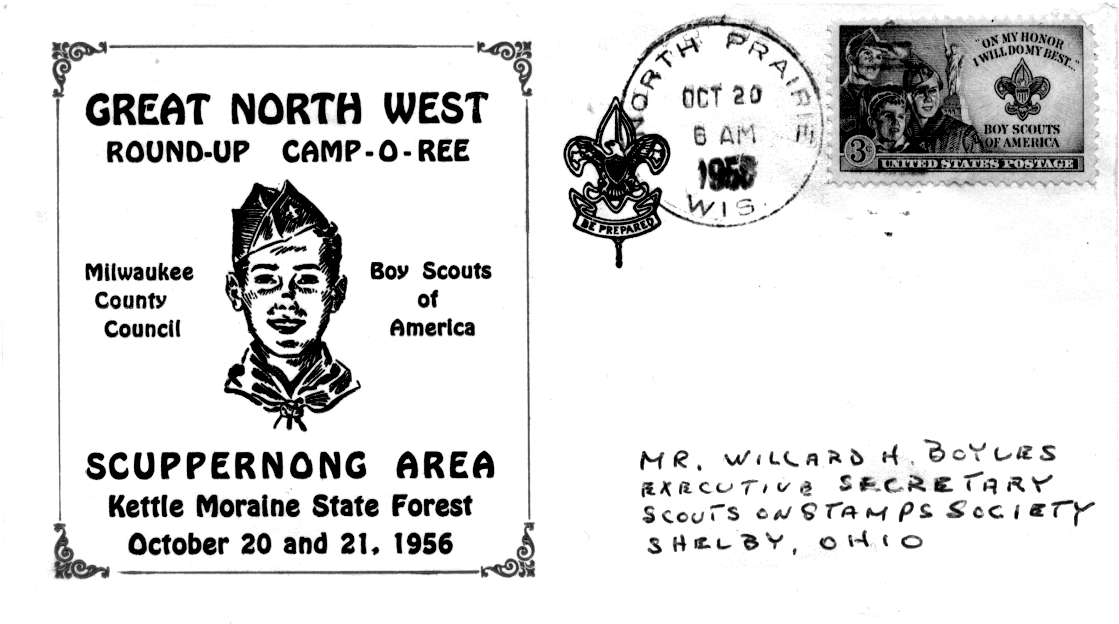 GREAT NORTH WEST
ROUND-UP CAMP-O-REE
Milwaukee
County
Council
Boy Scouts
of
America
SCUPPERNONG AREA
Kettle Moraine State Forest
October 20 and 21, 1956
BE PREPARED
NORTH PRAIRIE
OCT 20
6 AM
1956
WIS.
"ON MY HONOR
I WILL DO MY BEST..."
BOY SCOUTS
OF AMERICA
3¢ UNITED STATES POSTAGE
MR. WILLARD H. BOYLES
EXECUTIVE SECRETARY
SCOUTS ON STAMPS SOCIETY
SHELBY, OHIO